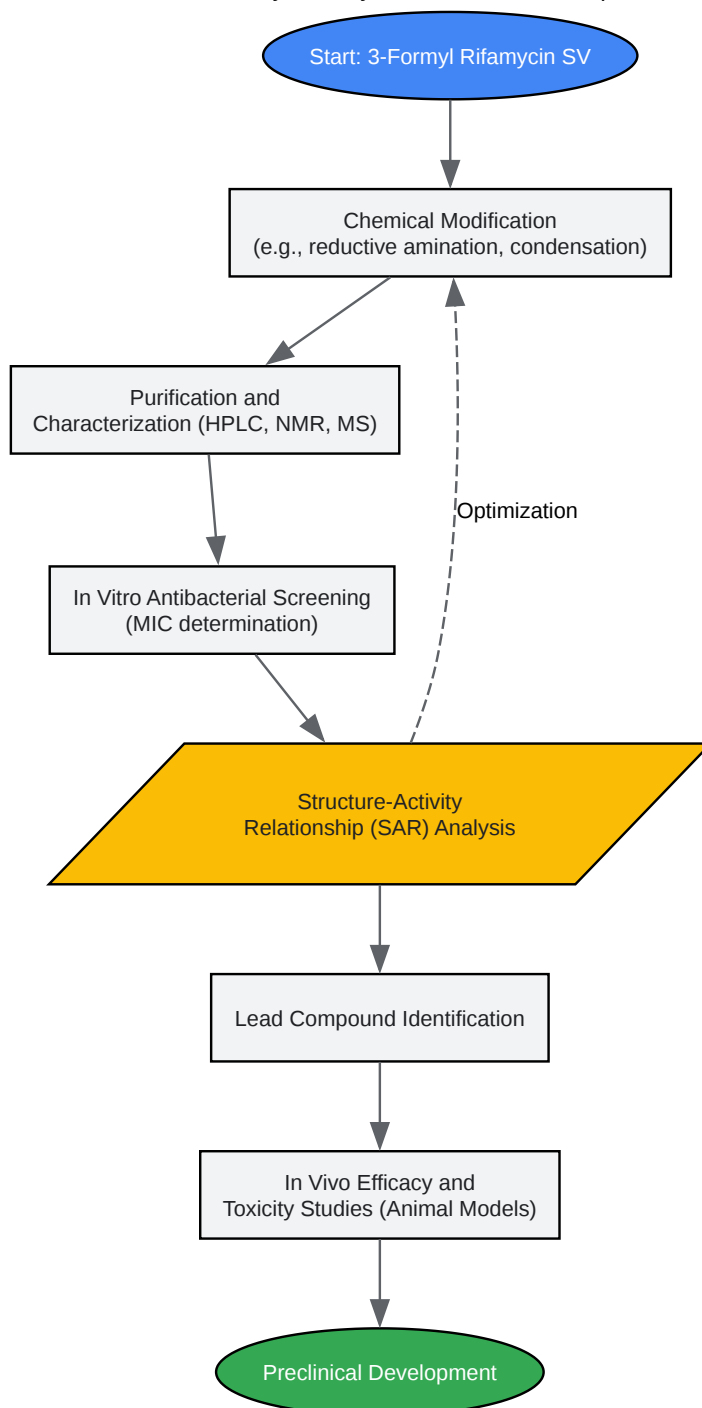 Start: 3-Formyl Rifamycin SV
Chemical Modification
(e.g., reductive amination, condensation)
Purification and
Characterization (HPLC, NMR, MS)
Optimization
In Vitro Antibacterial Screening
(MIC determination)
Structure-Activity
Relationship (SAR) Analysis
Lead Compound Identification
In Vivo Efficacy and
Toxicity Studies (Animal Models)
Preclinical Development